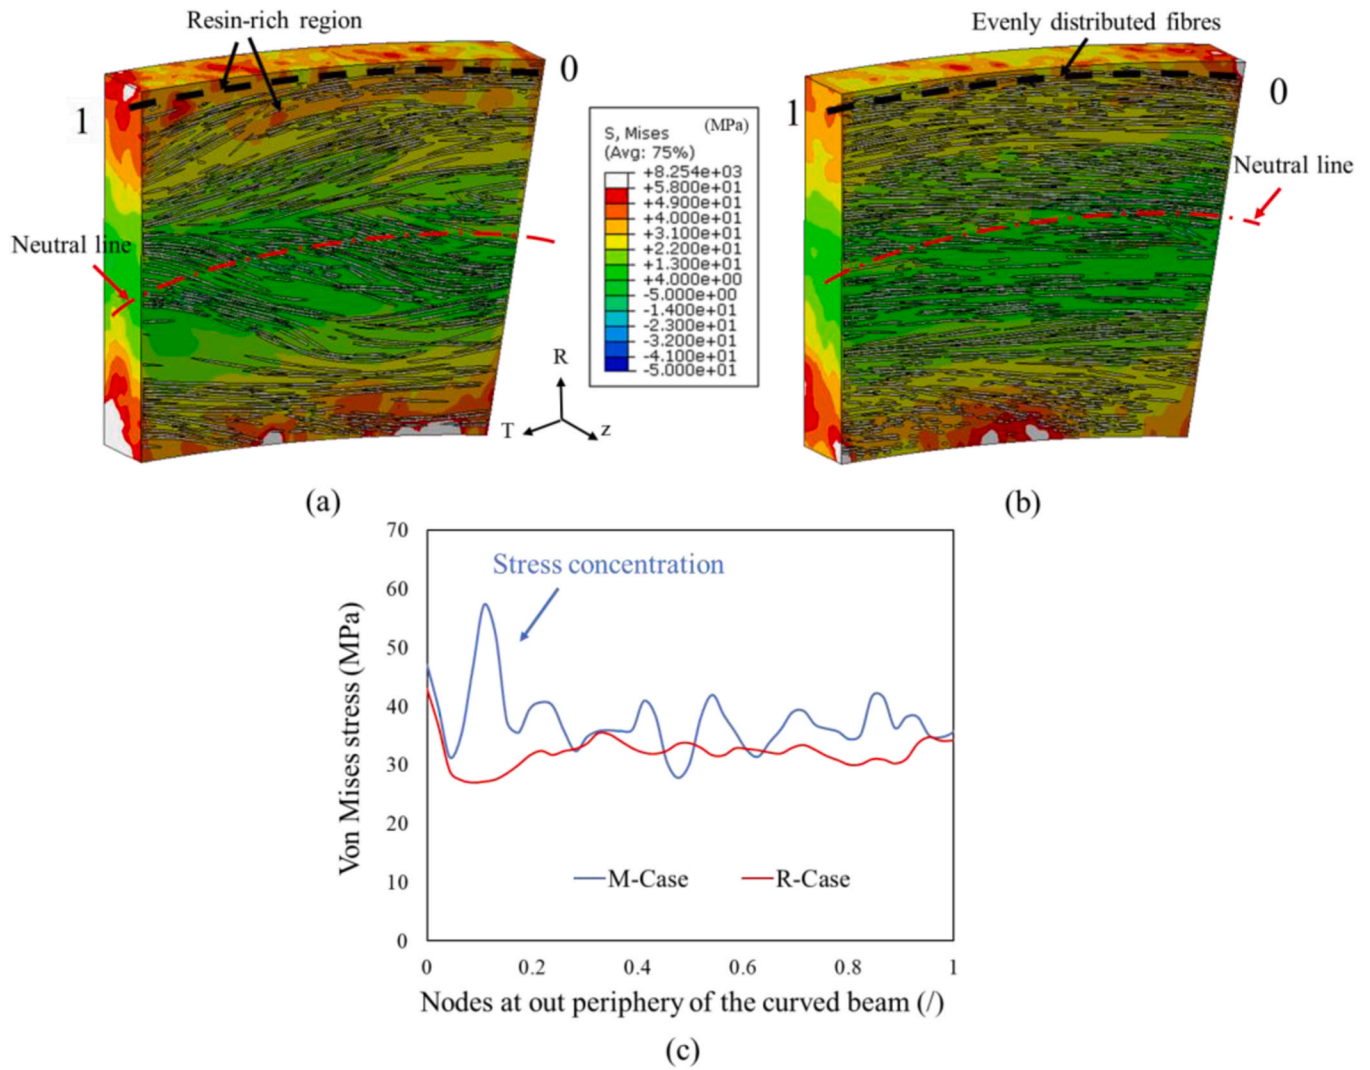 Resin-rich region
Evenly distributed fibres
0
1
0
1
Neutral line
Neutral line
S, Mises (MPa)
(Avg: 75%)
+8.254e+03
+5.800e+01
+4.900e+01
+4.000e+01
+3.100e+01
+2.200e+01
+1.300e+01
+4.000e+00
-5.000e+00
-1.400e+01
-2.300e+01
-3.200e+01
-4.100e+01
-5.000e+01
R
T
z
(a)
(b)
70
60
50
40
30
20
10
0
Von Mises stress (MPa)
Stress concentration
M-Case
R-Case
0 0.2 0.4 0.6 0.8 1
Nodes at out periphery of the curved beam (/)
(c)